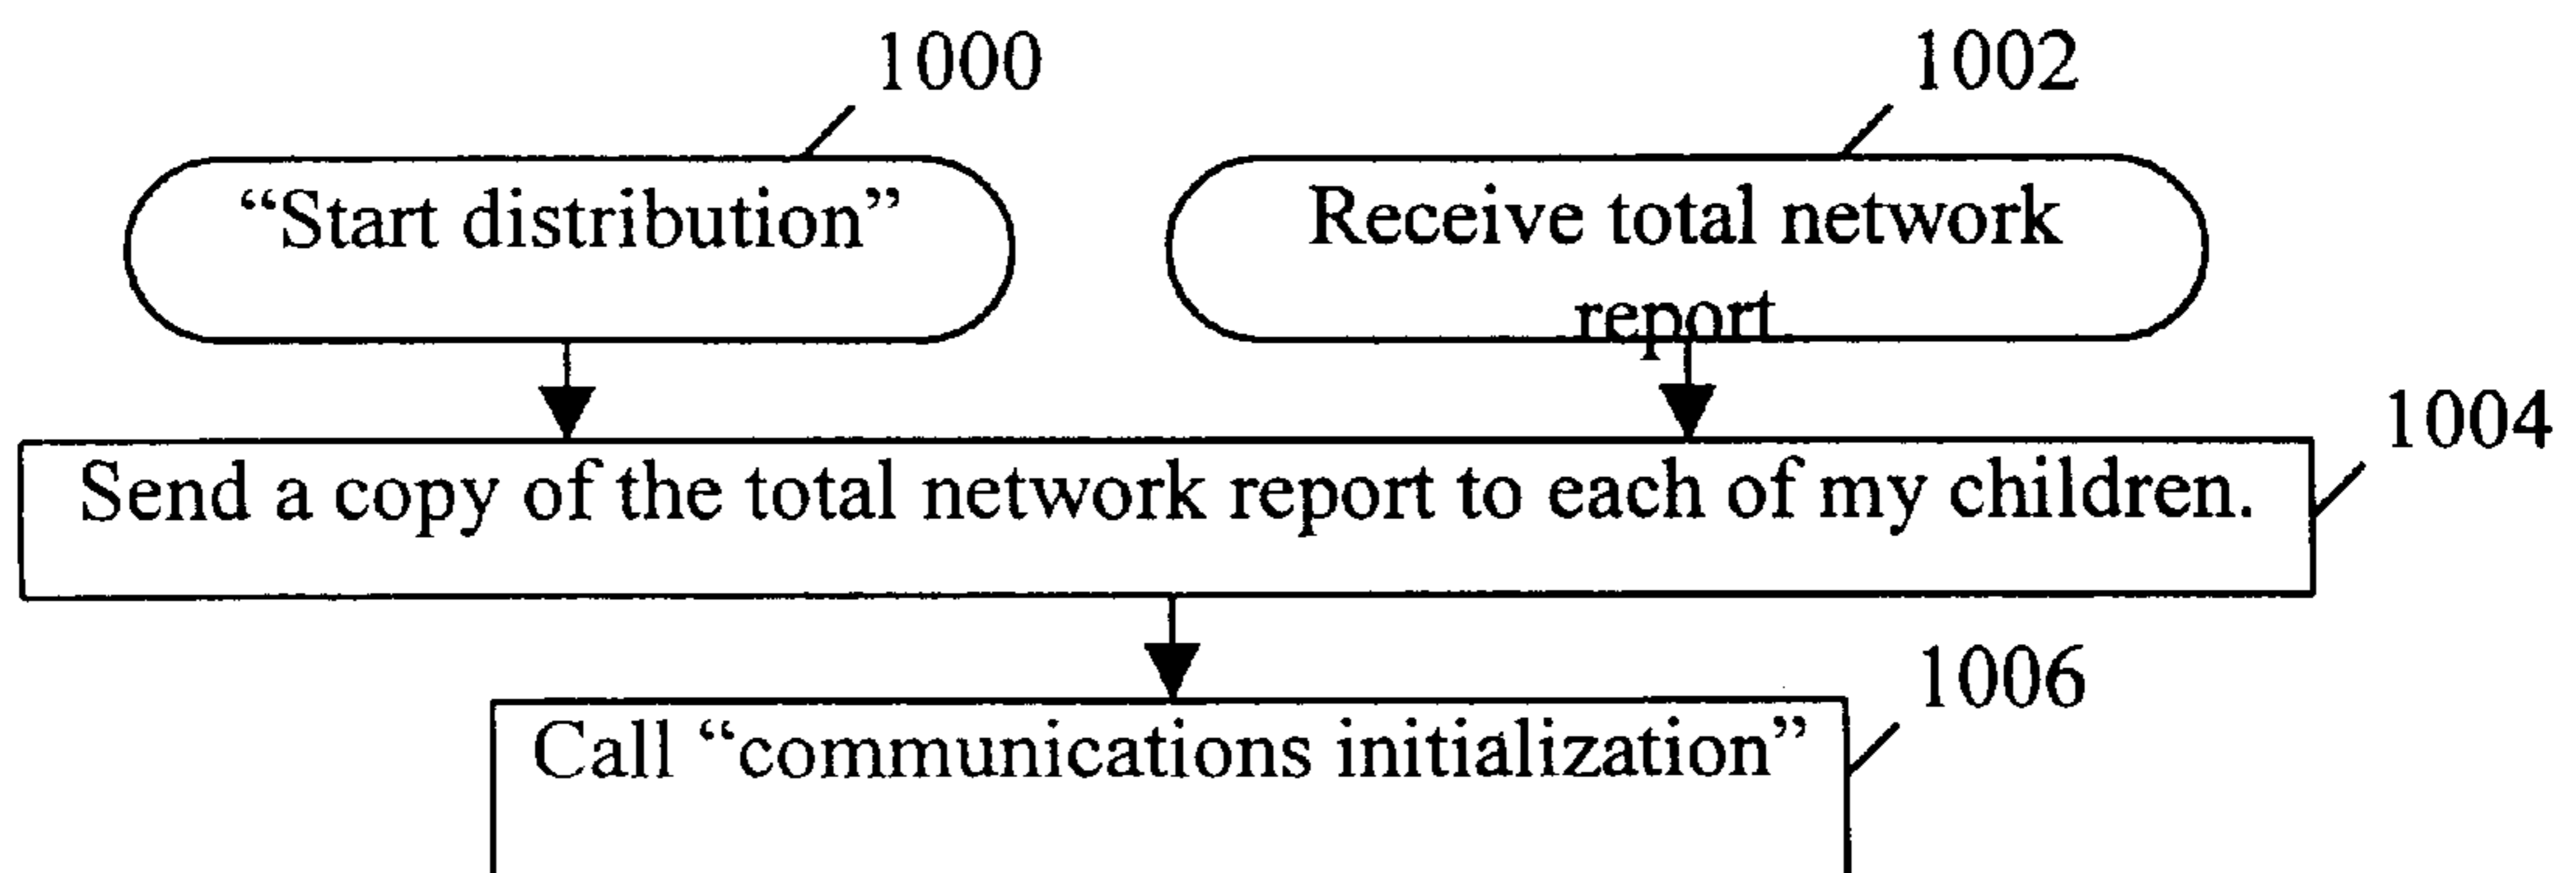 1000
1002
“Start distribution”
Receive total network
report
1004
Send a copy of the total network report to each of my children.
1006
Call “communications initialization”